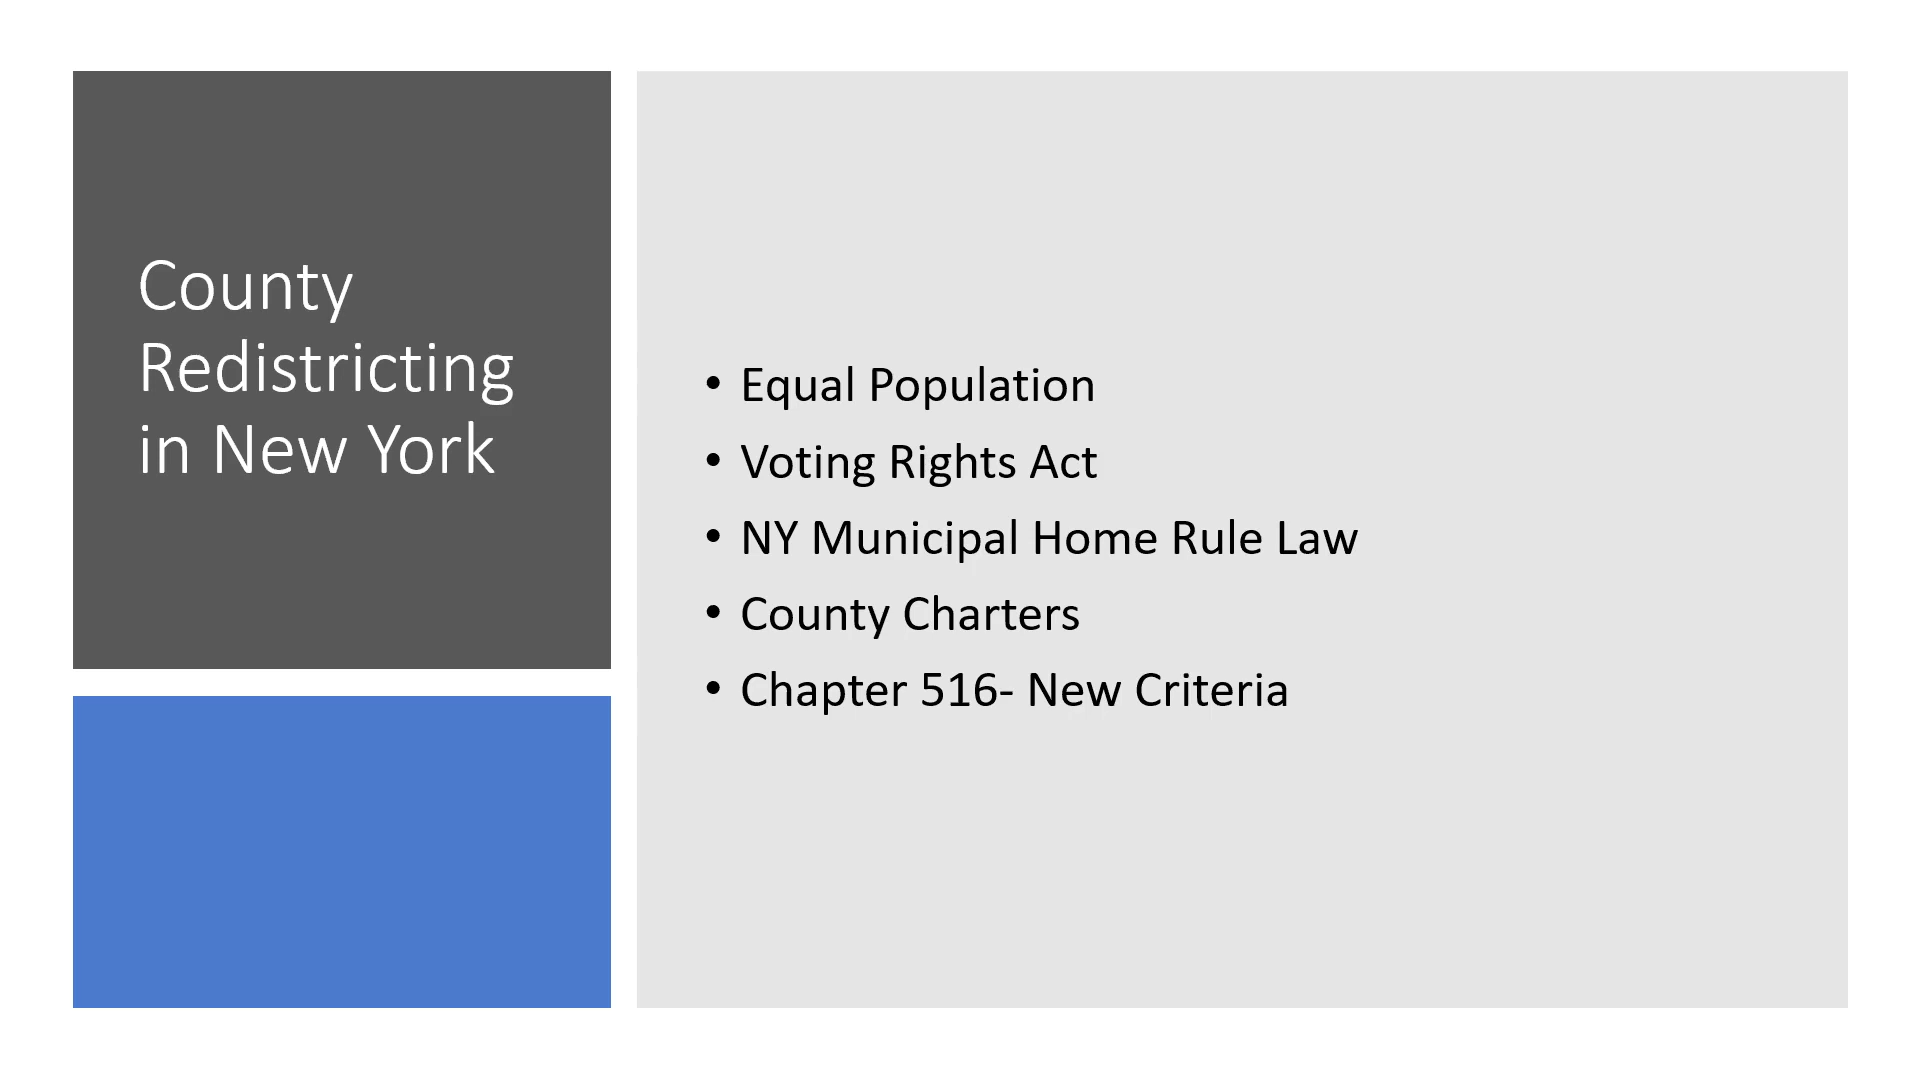 County
Redistricting
in New York
• Equal Population
• Voting Rights Act
• NY Municipal Home Rule Law
• County Charters
• Chapter 516- New Criteria